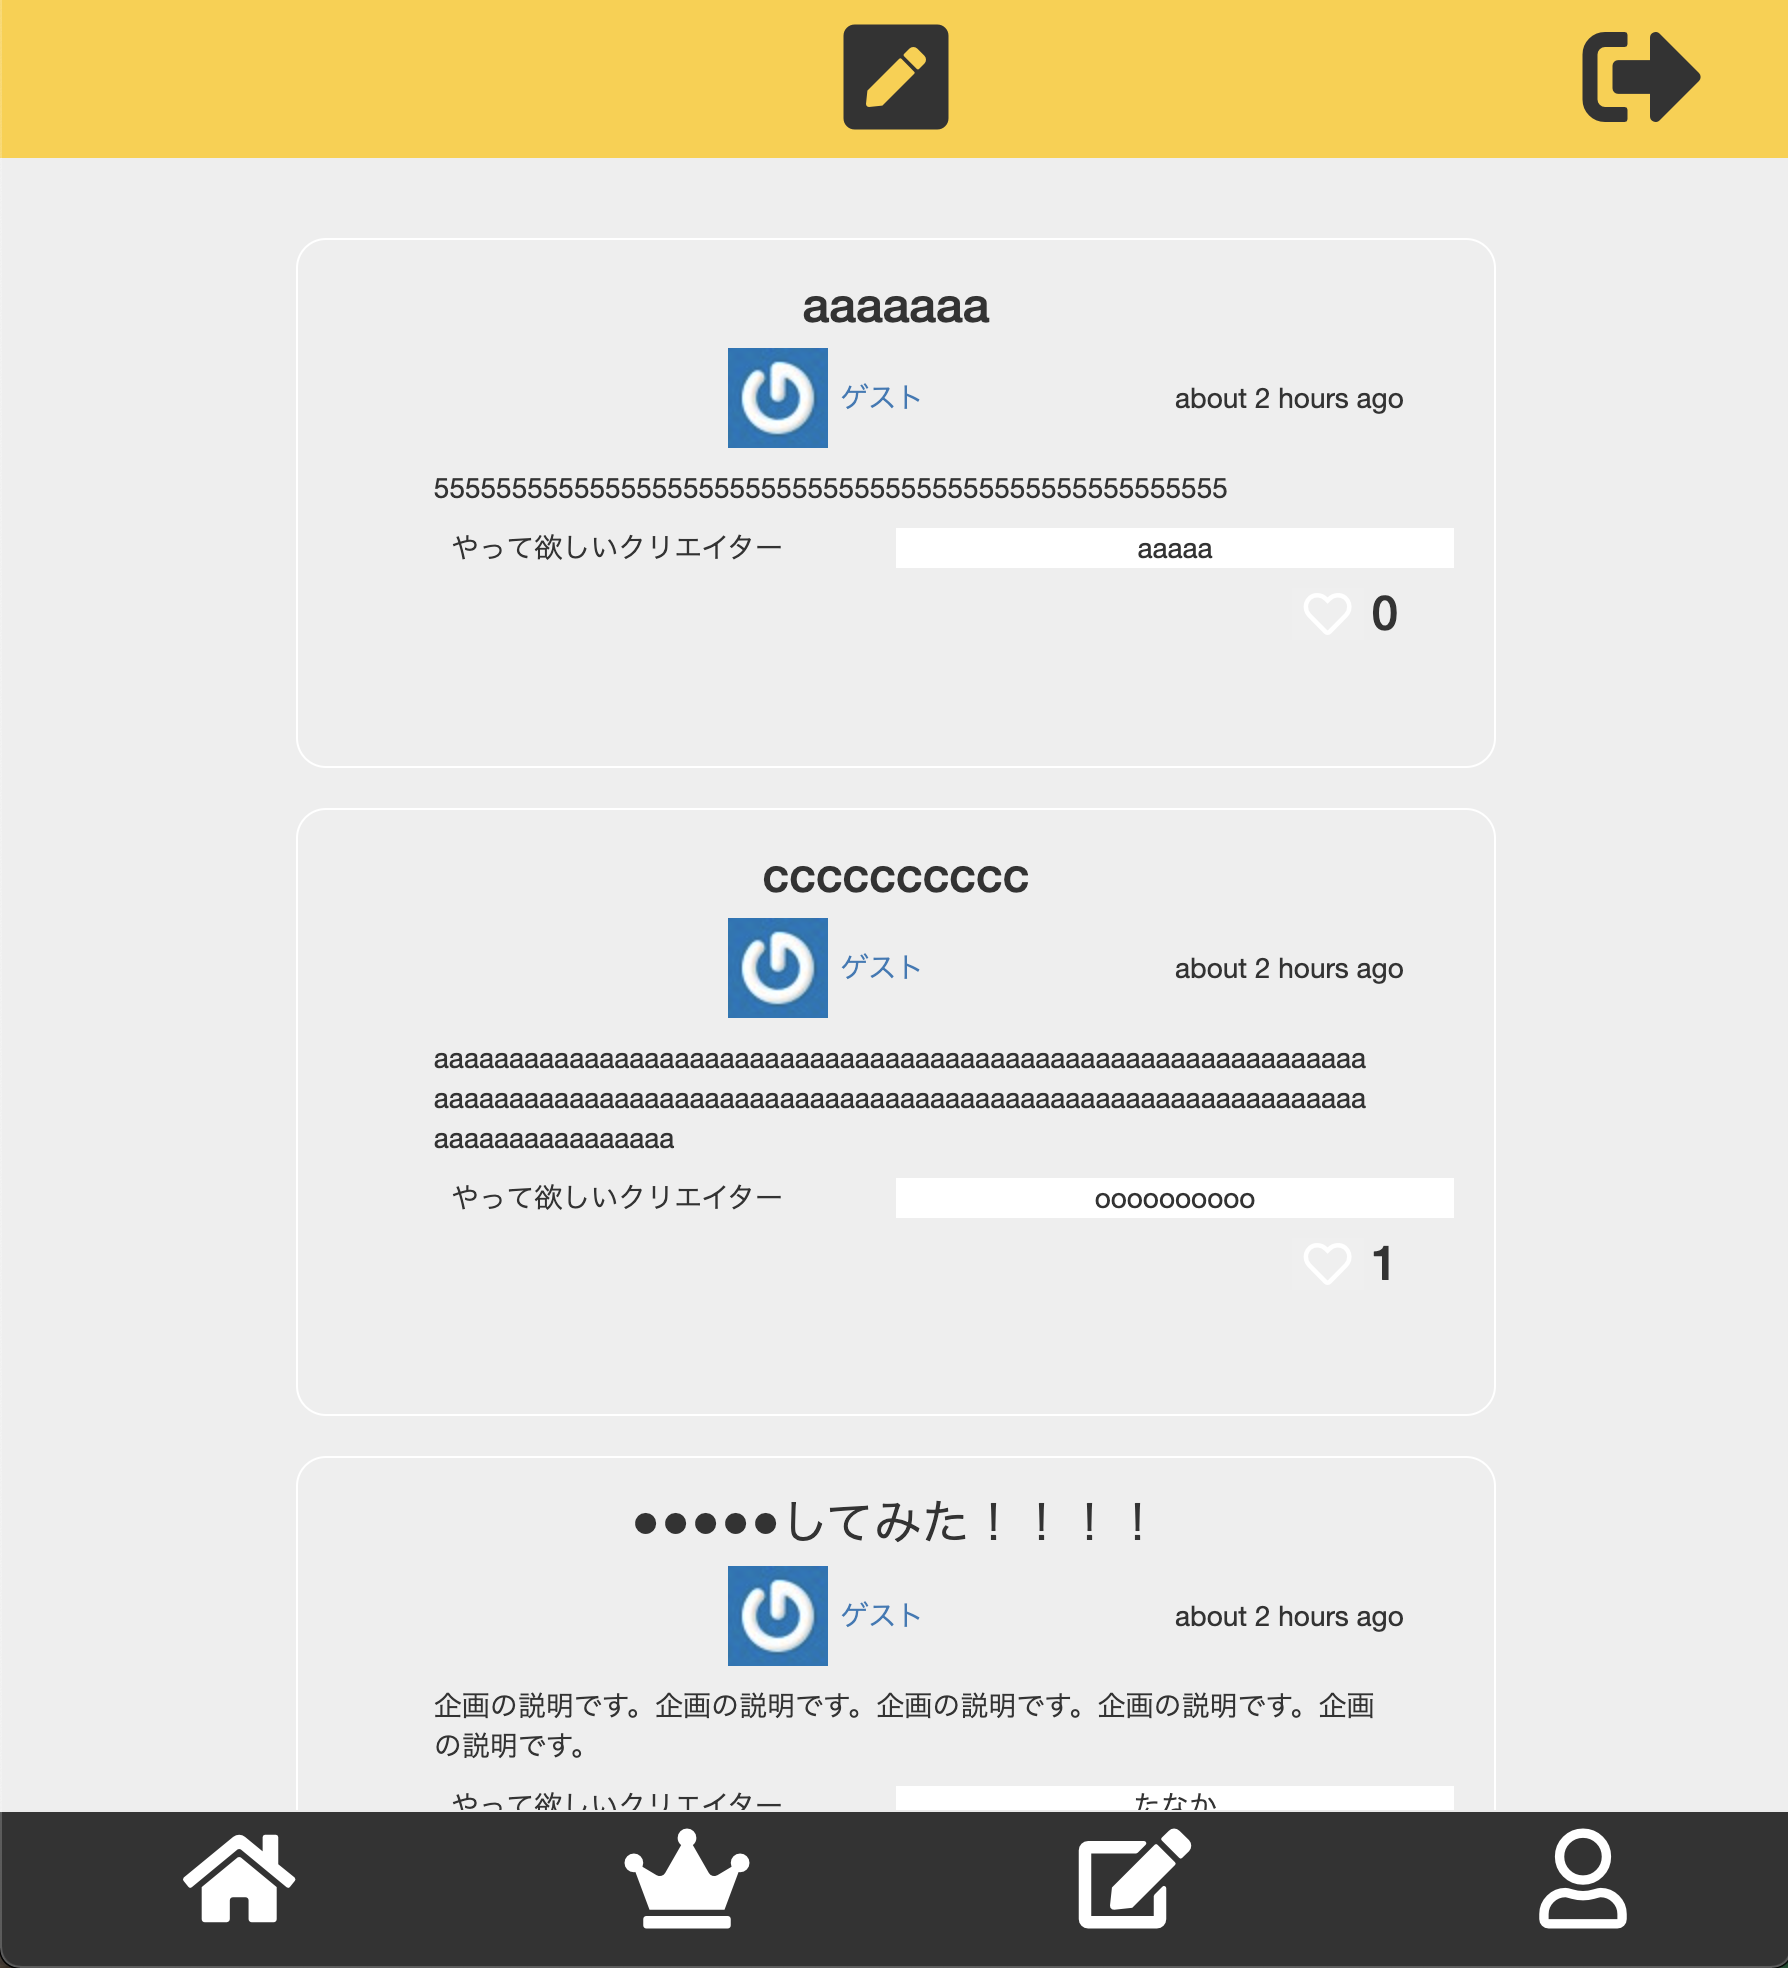 aaaaaaa
ゲスト
about 2 hours ago
555555555555555555555555555555555555555555555555555
やって欲しいクリエイター
aaaaa
0
cccccccccc
ゲスト
about 2 hours ago
aaaaaaaaaaaaaaaaaaaaaaaaaaaaaaaaaaaaaaaaaaaaaaaaaaaaaaaaaaaaaa
aaaaaaaaaaaaaaaaaaaaaaaaaaaaaaaaaaaaaaaaaaaaaaaaaaaaaaaaaaaaaa
aaaaaaaaaaaaaaaa
やって欲しいクリエイター
oooooooooo
1
●●●●●してみた！！！！
ゲスト
about 2 hours ago
企画の説明です。企画の説明です。企画の説明です。企画の説明です。企画
の説明です。
やって欲しいクリエイター
たなか